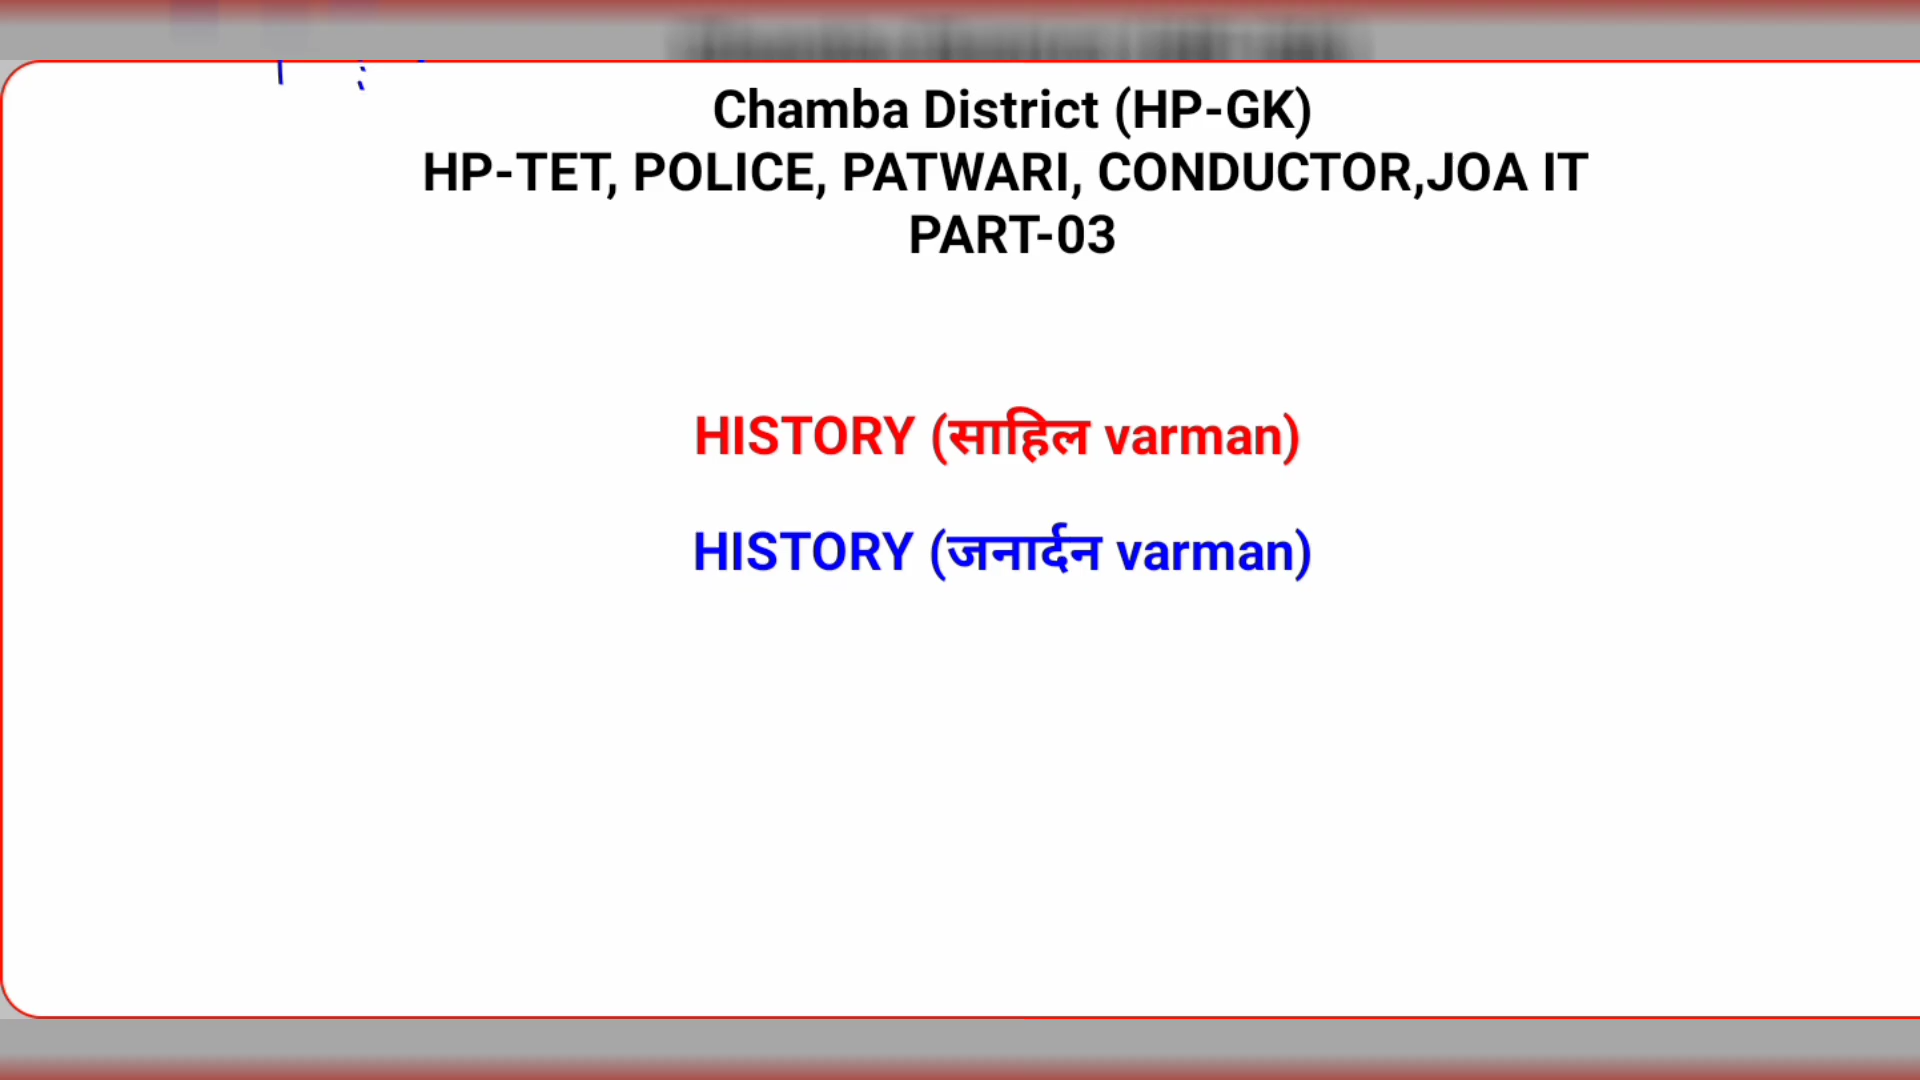 Chamba District (HP-GK)
HP-TET, POLICE, PATWARI, CONDUCTOR,JOA IT
PART-03
HISTORY (साहिल varman)
HISTORY (जनार्दन varman)